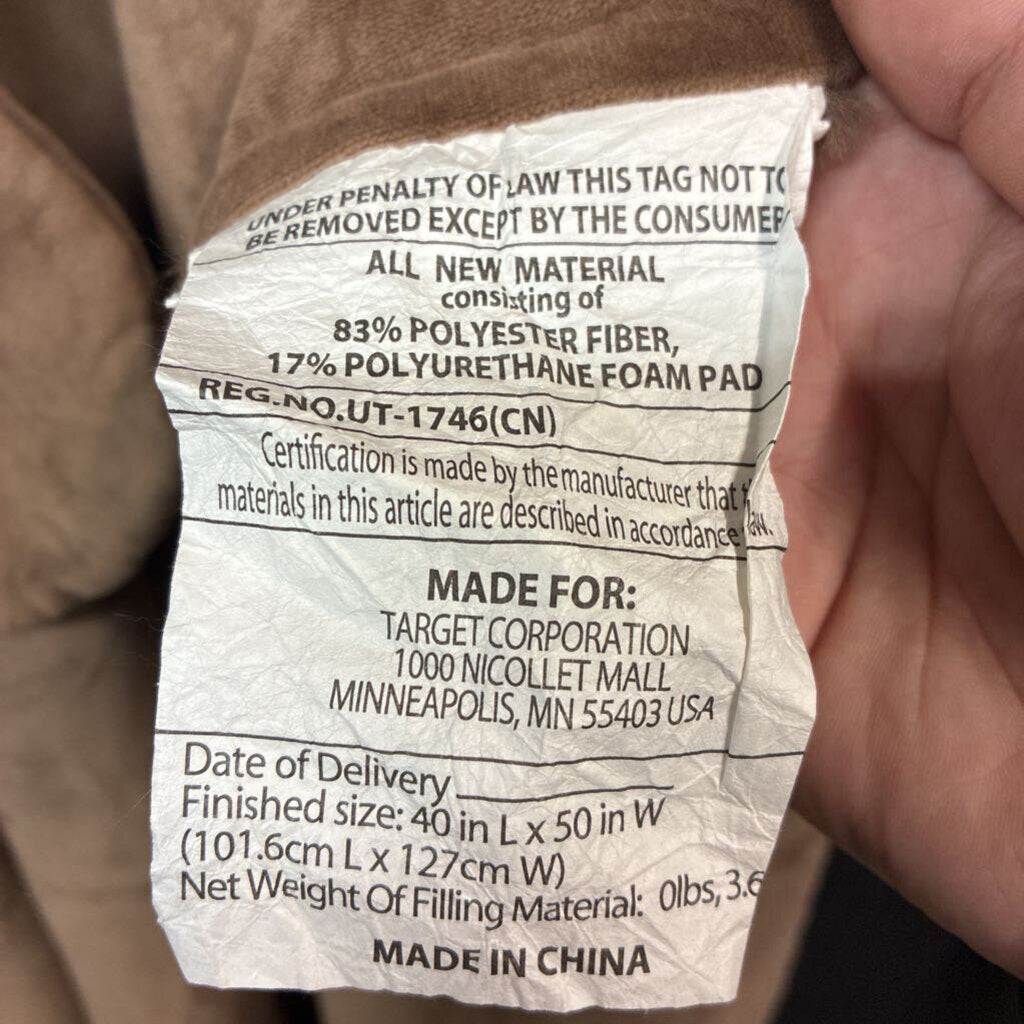 UNDER PENALTY OF LAW THIS TAG NOT TO
BE REMOVED EXCEPT BY THE CONSUMER
ALL NEW MATERIAL
consisting of
83% POLYESTER FIBER,
17% POLYURETHANE FOAM PAD
REG.NO.UT-1746(CN)
Certification is made by the manufacturer that
materials in this article are described in accordance law.
MADE FOR:
TARGET CORPORATION
1000 NICOLLET MALL
MINNEAPOLIS, MN 55403 USA
Date of Delivery
Finished size: 40 in L x 50 in W
(101.6cm L x 127cm W)
Net Weight Of Filling Material: 0lbs, 3.6
MADE IN CHINA